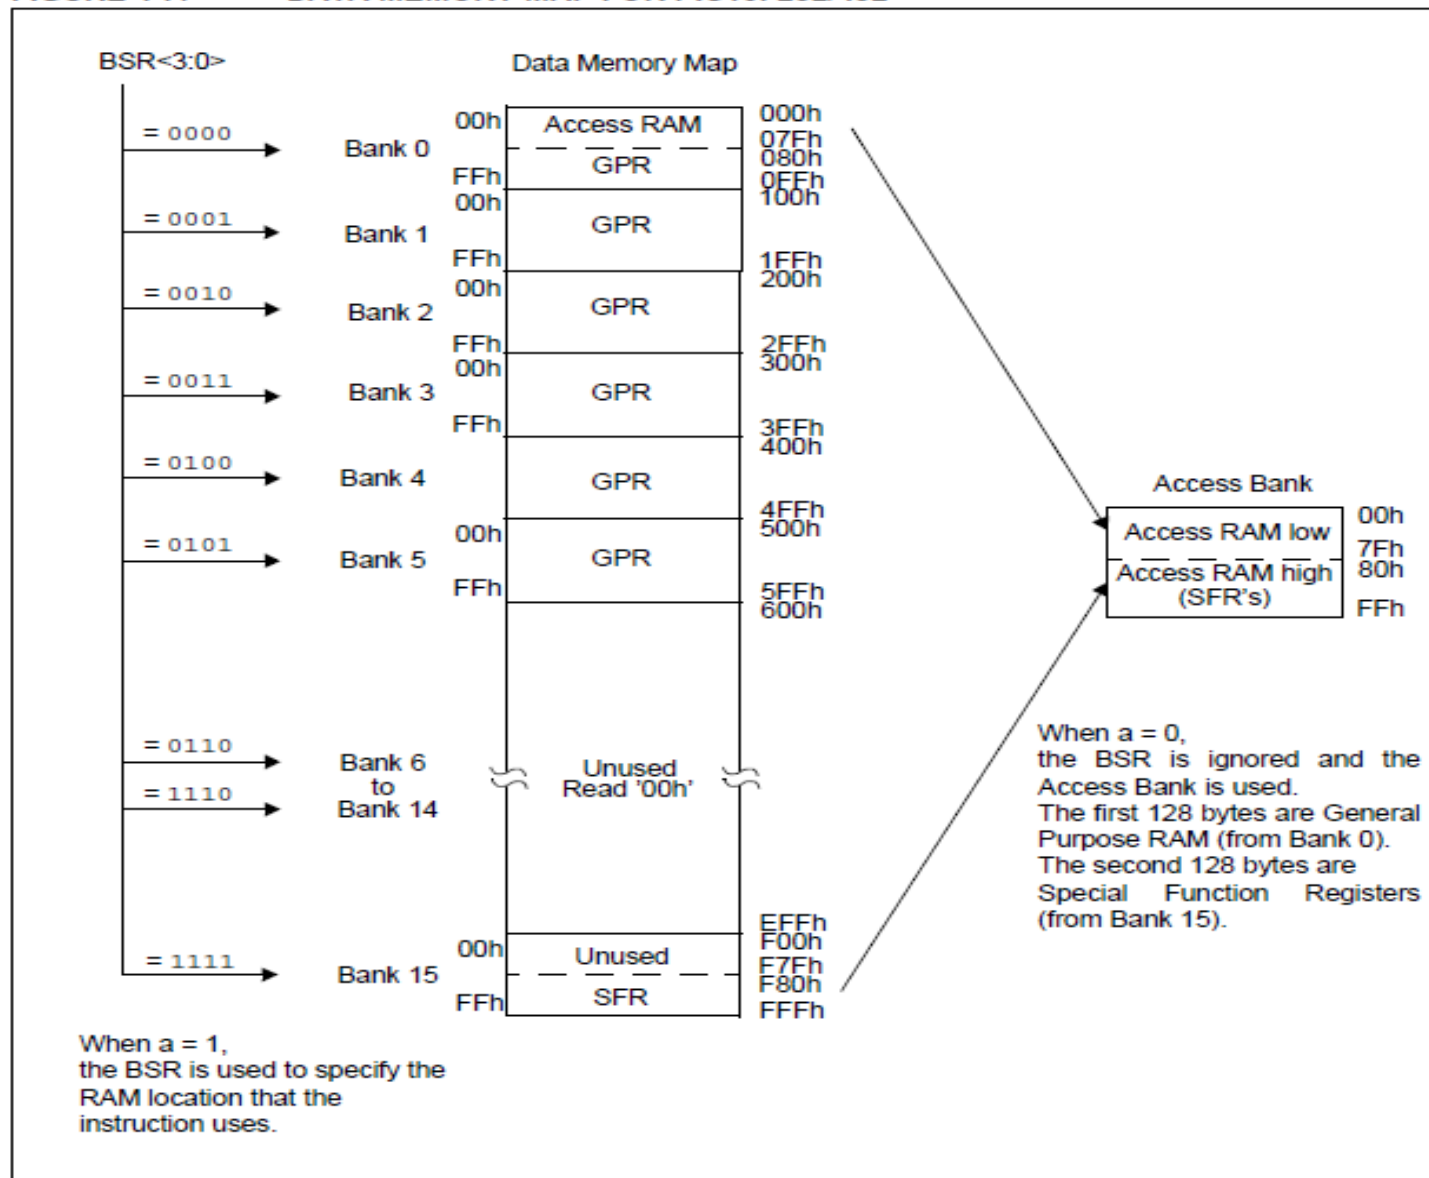 BSR<3:0>
Data Memory Map
= 0000
Bank 0
00h
Access RAM
000h
07Fh
FFh
GPR
080h
0FFh
= 0001
Bank 1
00h
GPR
100h
FFh
1FFh
= 0010
Bank 2
00h
GPR
200h
FFh
2FFh
= 0011
Bank 3
00h
GPR
300h
FFh
3FFh
= 0100
Bank 4
GPR
400h
4FFh
= 0101
Bank 5
00h
GPR
500h
FFh
5FFh
600h
= 0110
Bank 6
to
= 1110
Bank 14
Unused
Read '00h'
EFFh
= 1111
Bank 15
00h
Unused
F00h
F7Fh
FFh
SFR
F80h
FFFh
Access Bank
Access RAM low
00h
7Fh
Access RAM high
(SFR's)
80h
FFh
When a = 0,
the BSR is ignored and the
Access Bank is used.
The first 128 bytes are General
Purpose RAM (from Bank 0).
The second 128 bytes are
Special Function Registers
(from Bank 15).
When a = 1,
the BSR is used to specify the
RAM location that the
instruction uses.